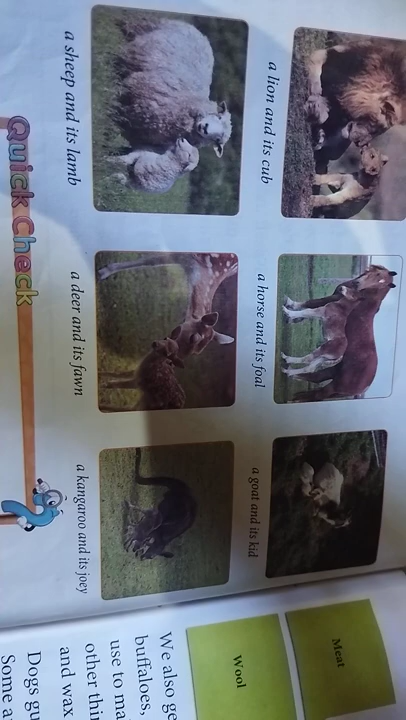 a lion and its cub
a horse and its foal
a goat and its kid
a sheep and its lamb
a deer and its fawn
a kangaroo and its joey
Quick Check
Meat
Wool
We also ge
buffaloes,
use to ma
other thin
and wax
Dogs gu
Some a